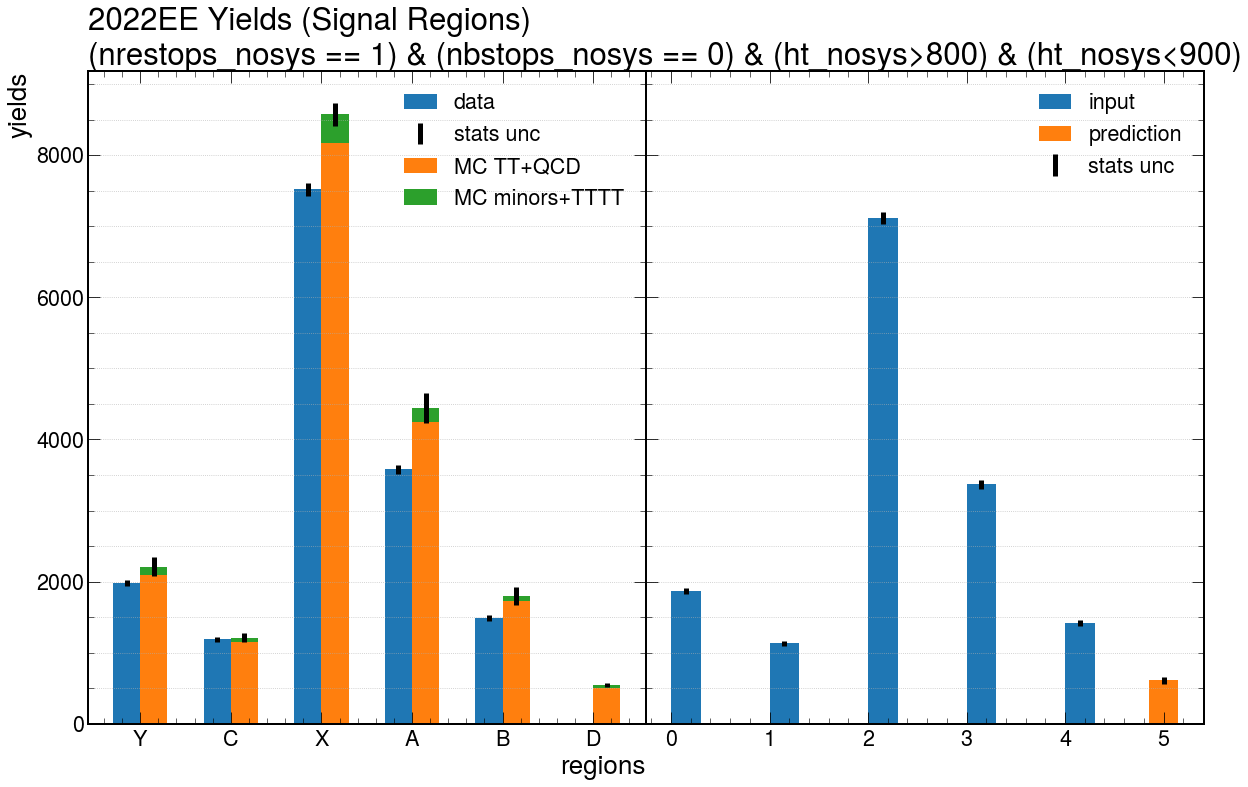 2022EE Yields (Signal Regions)
(nrestops_nosys == 1) & (nbstops_nosys == 0) & (ht_nosys>800) & (ht_nosys<900)
yields
8000
6000
4000
2000
0
data
stats unc
MC TT+QCD
MC minors+TTTT
input
prediction
stats unc
Y C X A B D
0 1 2 3 4 5
regions